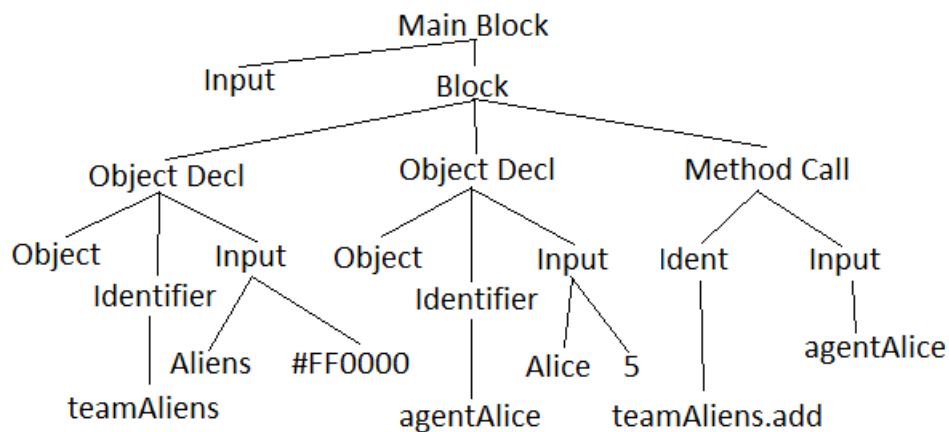 Main Block
Input
Block
Object Decl Object Decl Method Call
Object Input Object Input Ident Input
Identifier Identifier
Aliens #FF0000 Alice 5 agentAlice
teamAliens agentAlice teamAliens.add